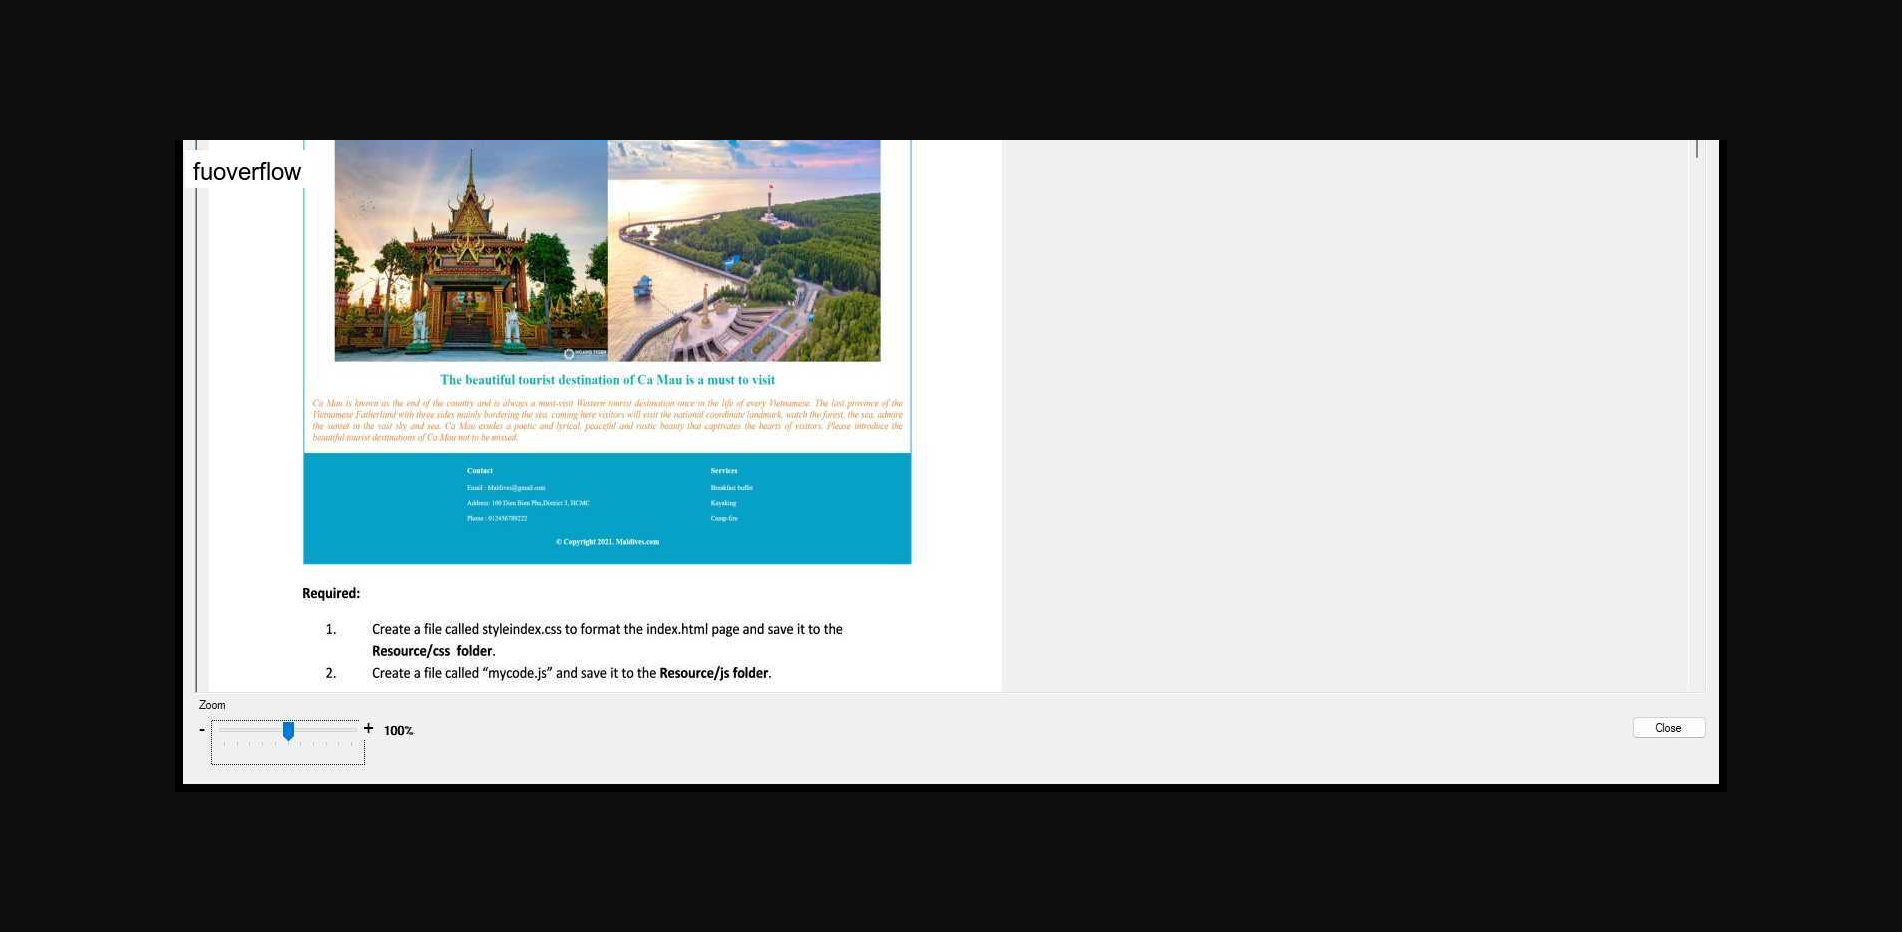 fuoverflow
The beautiful tourist destination of Ca Mau is a must to visit
Ca Mau is known as the end of the country and is always a must-visit Western tourist destination once in the life of every Vietnamese. The last province of the
Vietnamese Fatherland with three sides mainly bordering the sea, coming here visitors will visit the national coordinate landmark, watch the forest, the sea, admire
the sunset in the vast sky and sea. Ca Mau exudes a poetic and lyrical, peaceful and rustic beauty that captivates the hearts of visitors. Please introduce the
beautiful tourist destinations of Ca Mau not to be missed.
Contact
Services
Email : Maldives@gmail.com
Breakfast buffet
Address: 100 Dien Bien Phu,District 3, HCMC
Kayaking
Phone : 012456789222
Camp-fire
© Copyright 2021. Maldives.com
Required:
1. Create a file called styleindex.css to format the index.html page and save it to the
Resource/css folder.
2. Create a file called “mycode.js” and save it to the Resource/js folder.
Zoom
- + 100%
Close